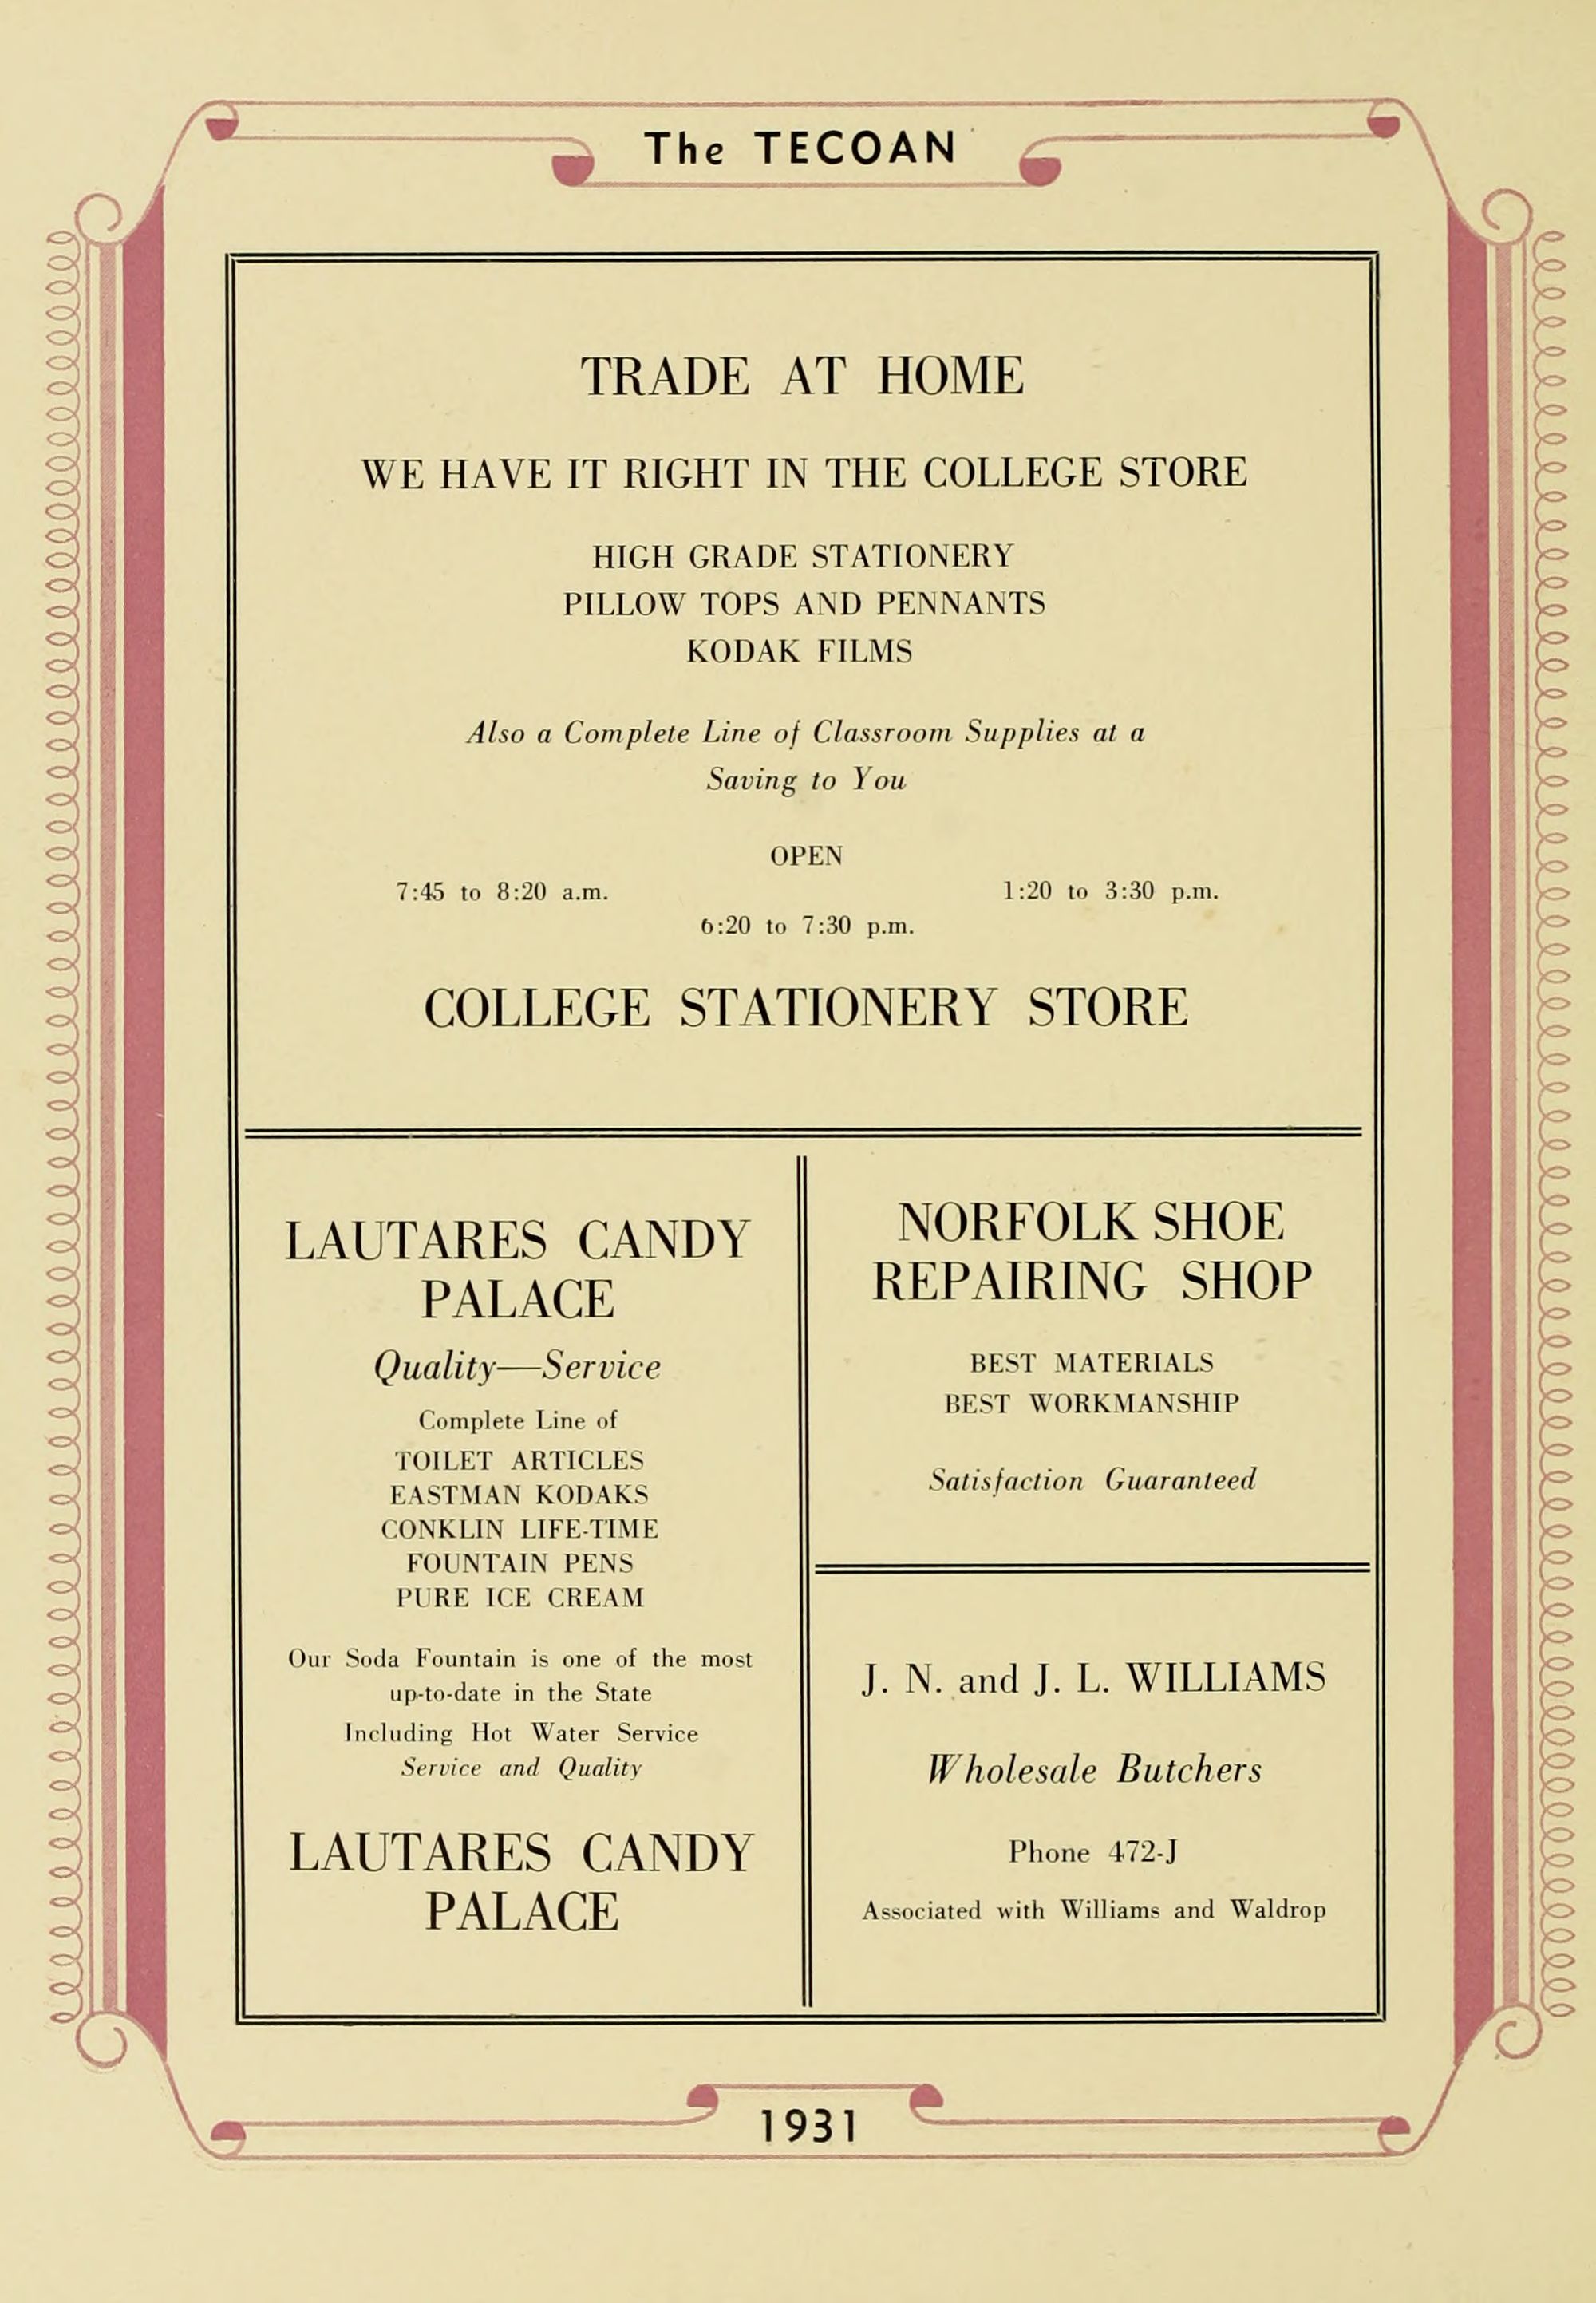 The TECOAN
TRADE AT HOME
WE HAVE IT RIGHT IN THE COLLEGE STORE
HIGH GRADE STATIONERY
PILLOW TOPS AND PENNANTS
KODAK FILMS
Also a Complete Line of Classroom Supplies at a
Saving to You
OPEN
7:45 to 8:20 a.m. 1:20 to 3:30 p.m.
6:20 to 7:30 p.m.
COLLEGE STATIONERY STORE
LAUTARES CANDY
PALACE
Quality—Service
Complete Line of
TOILET ARTICLES
EASTMAN KODAKS
CONKLIN LIFE-TIME
FOUNTAIN PENS
PURE ICE CREAM
Our Soda Fountain is one of the most
up-to-date in the State
Including Hot Water Service
Service and Quality
LAUTARES CANDY
PALACE
NORFOLK SHOE
REPAIRING SHOP
BEST MATERIALS
BEST WORKMANSHIP
Satisfaction Guaranteed
J. N. and J. L. WILLIAMS
Wholesale Butchers
Phone 472-J
Associated with Williams and Waldrop
1931